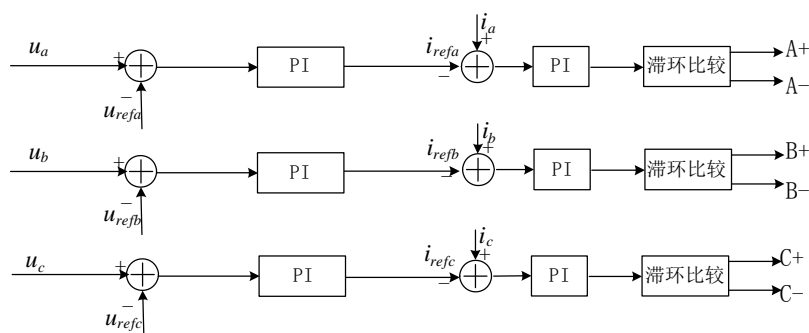 i_a
u_a + i_refa + A+
PI PI 滞环比较
− − A-
u_refa
i_b
u_b + i_refb + B+
PI PI 滞环比较
− − B-
u_refb
i_c
u_c + i_refc + C+
PI PI 滞环比较
− − C-
u_refc